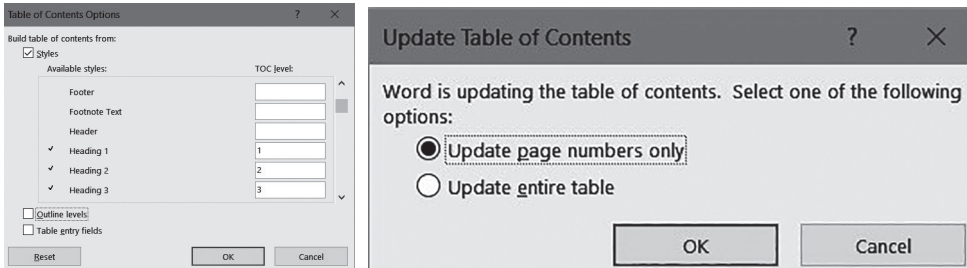 Table of Contents Options ? ×
Build table of contents from:
✓ Styles
Available styles: TOC level:
Footer
Footnote Text
Header
✓ Heading 1 1
✓ Heading 2 2
✓ Heading 3 3
Outline levels
Table entry fields
Reset OK Cancel
Update Table of Contents ? ×
Word is updating the table of contents. Select one of the following
options:
Update page numbers only
Update entire table
OK Cancel